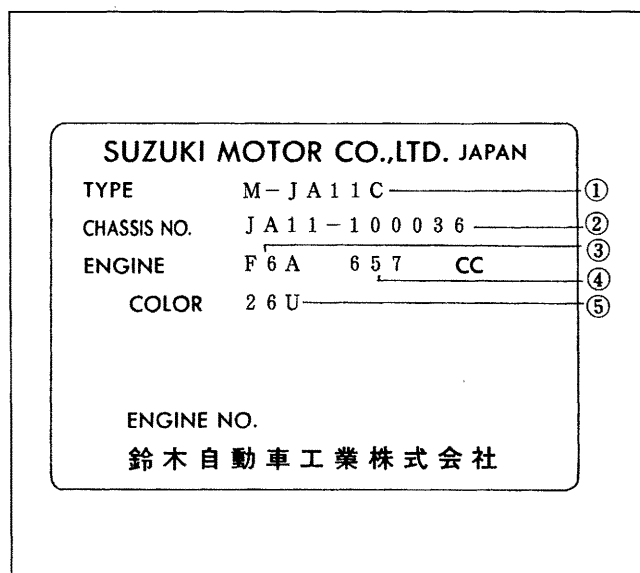 SUZUKI MOTOR CO.,LTD. JAPAN
TYPE M-JA11C ①
CHASSIS NO. JA11-100036 ②
③
ENGINE F6A 657 CC
④
COLOR 26U ⑤
ENGINE NO.
鈴木自動車工業株式会社